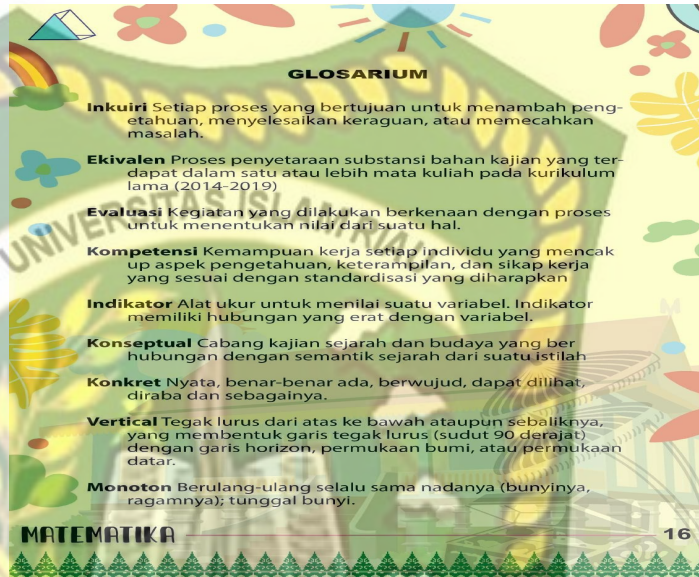 GLOSARIUM
Inkuiri Setiap proses yang bertujuan untuk menambah peng-
etahuan, menyelesaikan keraguan, atau memecahkan
masalah.
Ekivalen Proses penyetaraan substansi bahan kajian yang ter-
dapat dalam satu atau lebih mata kuliah pada kurikulum
lama (2014-2019)
Evaluasi Kegiatan yang dilakukan berkenaan dengan proses
untuk menentukan nilai dari suatu hal.
Kompetensi Kemampuan kerja setiap individu yang mencak
up aspek pengetahuan, keterampilan, dan sikap kerja
yang sesuai dengan standardisasi yang diharapkan
Indikator Alat ukur untuk menilai suatu variabel. Indikator
memiliki hubungan yang erat dengan variabel.
Konseptual Cabang kajian sejarah dan budaya yang ber
hubungan dengan semantik sejarah dari suatu istilah
Konkret Nyata, benar-benar ada, berwujud, dapat dilihat,
diraba dan sebagainya.
Vertical Tegak lurus dari atas ke bawah ataupun sebaliknya,
yang membentuk garis tegak lurus (sudut 90 derajat)
dengan garis horizon, permukaan bumi, atau permukaan
datar.
Monoton Berulang-ulang selalu sama nadanya (bunyinya,
ragamnya); tunggal bunyi.
MATEMATIKA
16
UNIVERSITAS ISLAM